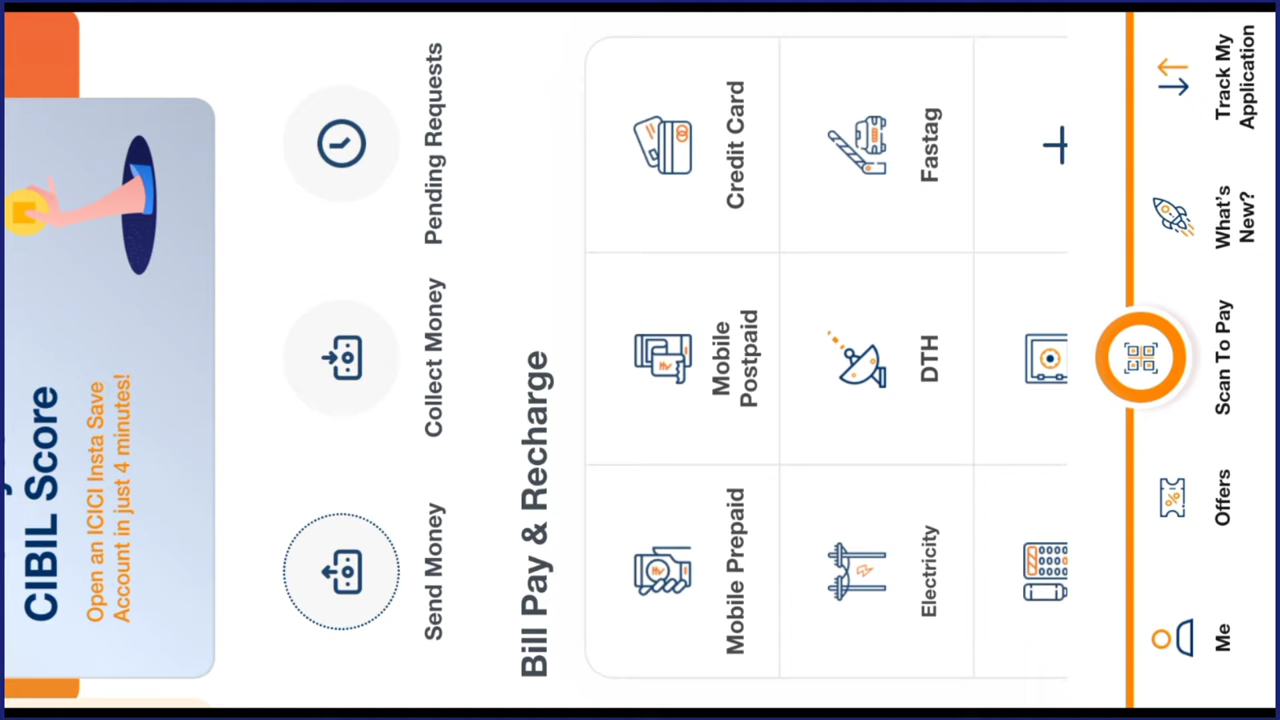 CIBIL Score
Open an ICICI Insta Save
Account in just 4 minutes!
Send Money
Collect Money
Pending Requests
Bill Pay & Recharge
Mobile Prepaid
Mobile
Postpaid
Credit Card
Electricity
DTH
Fastag
Me
Offers
Scan To Pay
What's
New?
Track My
Application